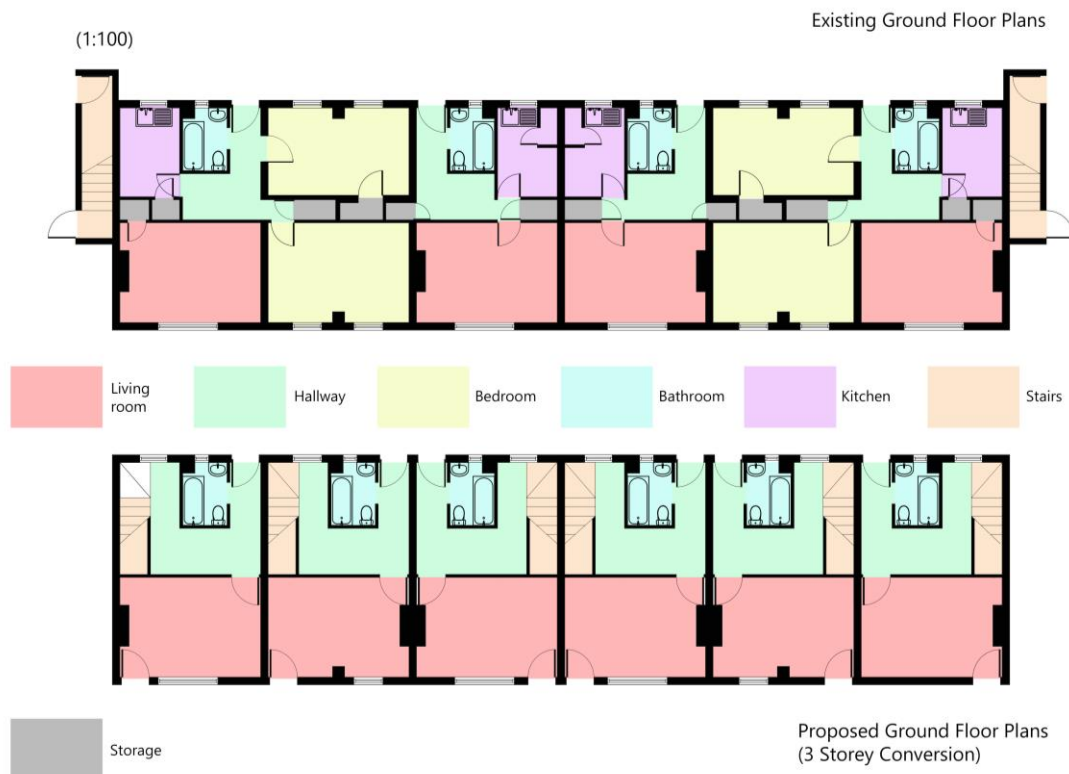 Existing Ground Floor Plans
(1:100)
Living
room
Hallway
Bedroom
Bathroom
Kitchen
Stairs
Storage
Proposed Ground Floor Plans
(3 Storey Conversion)